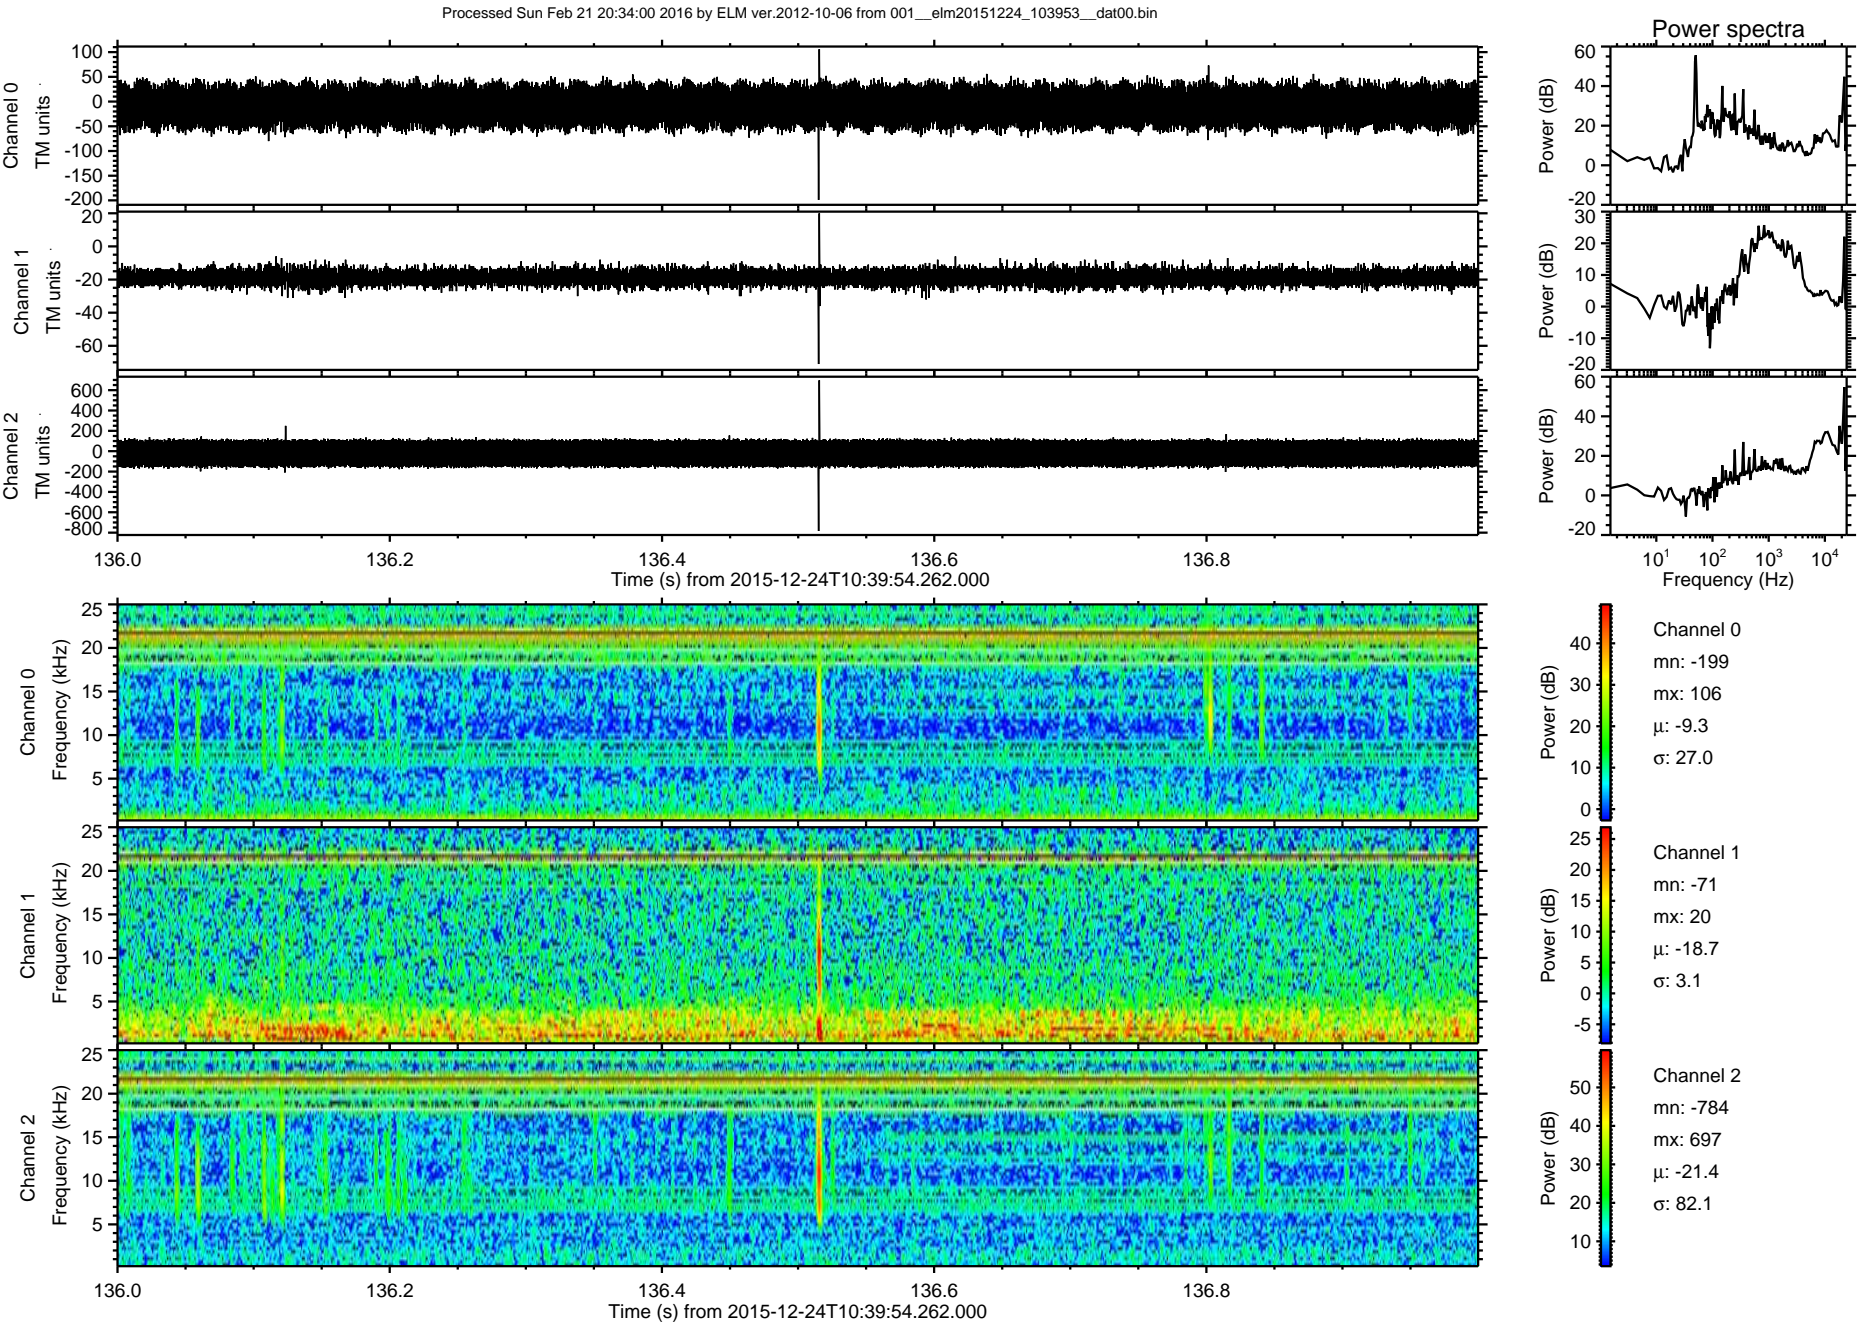 Processed Sun Feb 21 20:34:00 2016 by ELM ver.2012-10-06 from 001__elm20151224_103953__dat00.bin
Power spectra
Channel 0
TM units
100
50
0
-50
-100
-150
-200
Power (dB)
60
40
20
0
-20
Channel 1
TM units
20
0
-20
-40
-60
Power (dB)
30
20
10
0
-10
-20
Channel 2
TM units
600
400
200
0
-200
-400
-600
-800
Power (dB)
60
40
20
0
-20
136.0 136.2 136.4 136.6 136.8
Time (s) from 2015-12-24T10:39:54.262.000
10¹ 10² 10³ 10⁴
Frequency (Hz)
Channel 0
Frequency (kHz)
25
20
15
10
5
Power (dB)
40
30
20
10
0
Channel 0
mn: -199
mx: 106
μ: -9.3
σ: 27.0
Channel 1
Frequency (kHz)
25
20
15
10
5
Power (dB)
25
20
15
10
5
0
-5
Channel 1
mn: -71
mx: 20
μ: -18.7
σ: 3.1
Channel 2
Frequency (kHz)
25
20
15
10
5
Power (dB)
50
40
30
20
10
Channel 2
mn: -784
mx: 697
μ: -21.4
σ: 82.1
136.0 136.2 136.4 136.6 136.8
Time (s) from 2015-12-24T10:39:54.262.000